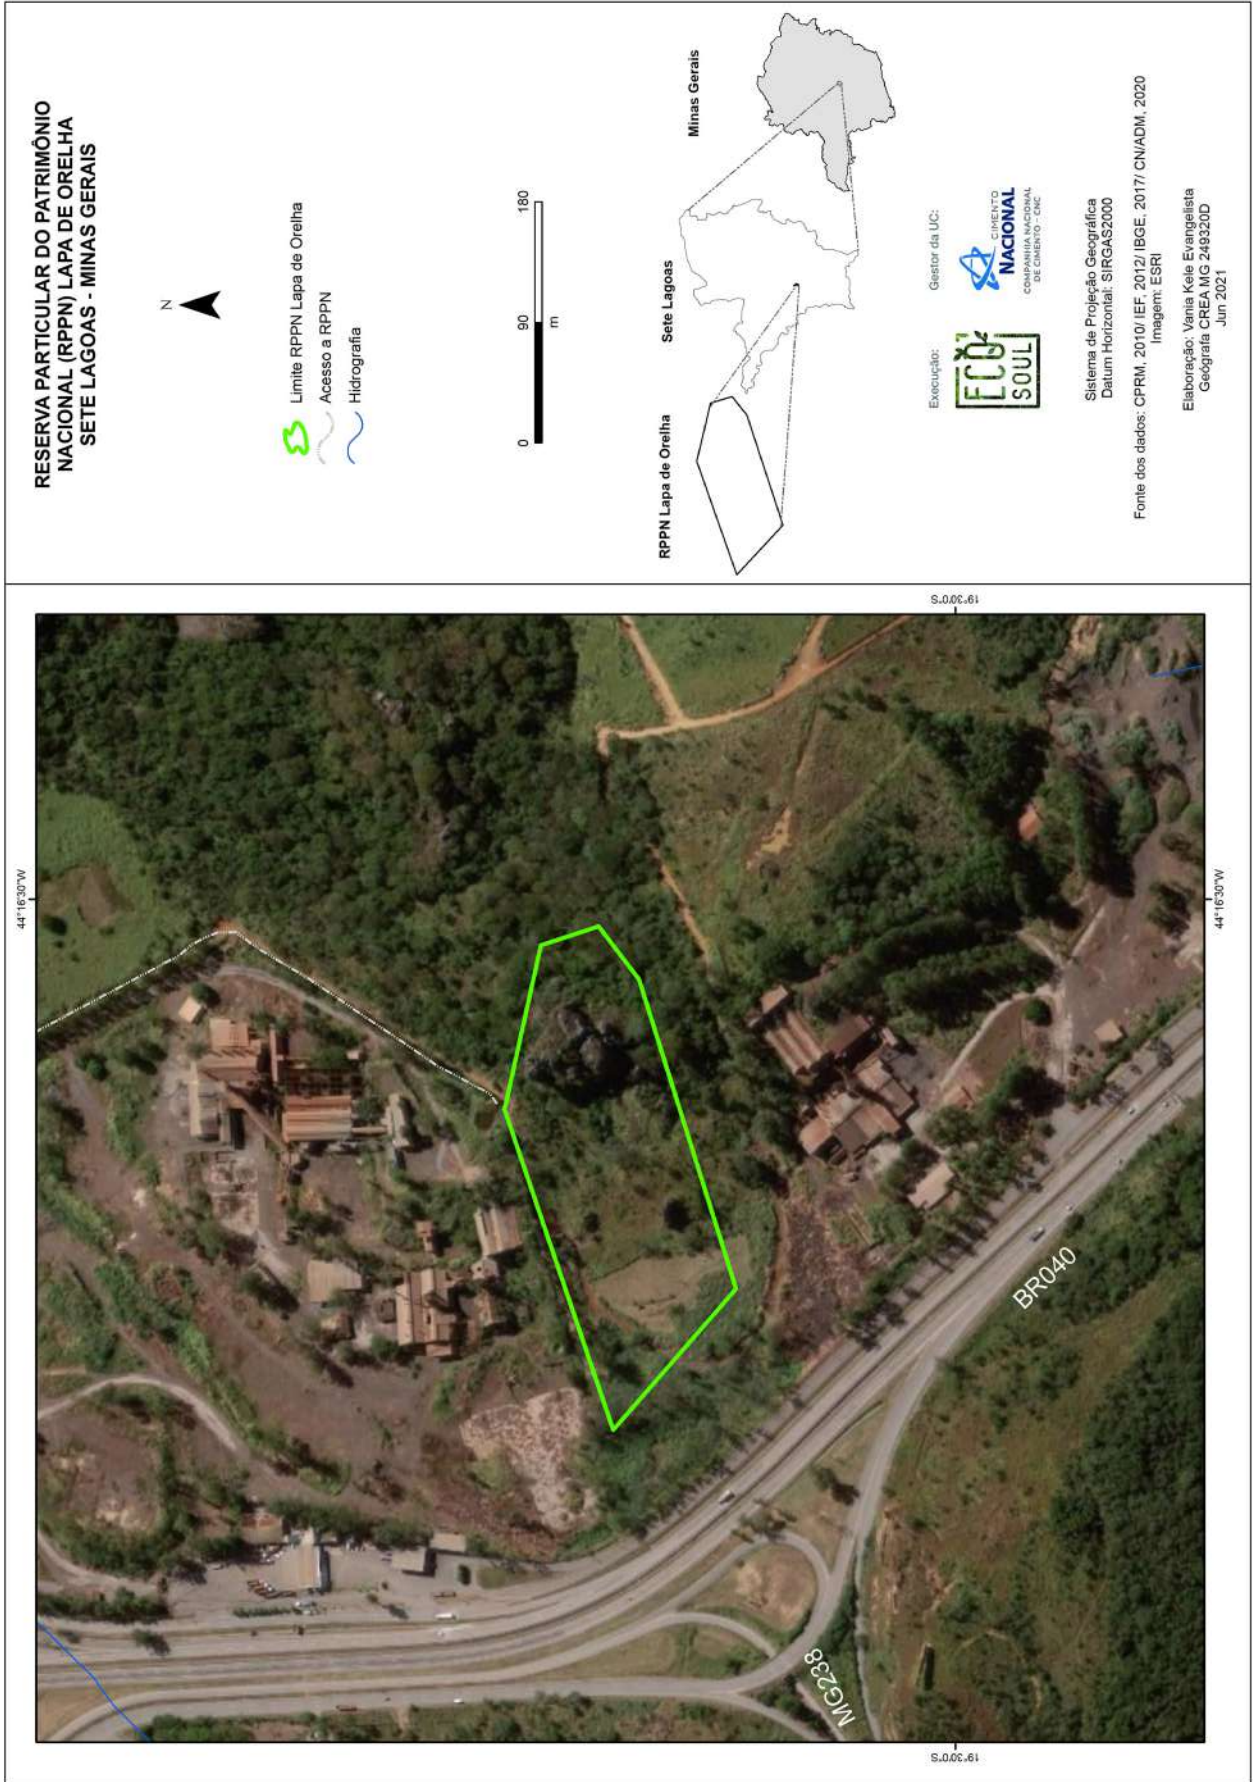 RESERVA PARTICULAR DO PATRIMÔNIO
NACIONAL (RPPN) LAPA DE ORELHA
SETE LAGOAS - MINAS GERAIS
N
Limite RPPN Lapa de Orelha
Acesso a RPPN
Hidrografia
0 90 180
m
RPPN Lapa de Orelha
Sete Lagoas
Minas Gerais
Execução:
Gestor da UC:
ECO
SOUL
CIMENTO
NACIONAL
COMPANHIA NACIONAL
DE CIMENTO - CNC
Sistema de Projeção Geográfica
Datum Horizontal: SIRGAS2000
Fonte dos dados: CPRM, 2010/ IEF, 2012/ IBGE, 2017/ CN/ADM, 2020
Imagem: ESRI
Elaboração: Vania Kele Evangelista
Geógrafa CREA MG 249320D
Jun 2021
44°16'30"W
19°30'0"S
19°30'0"S
BR040
MG238
44°16'30"W